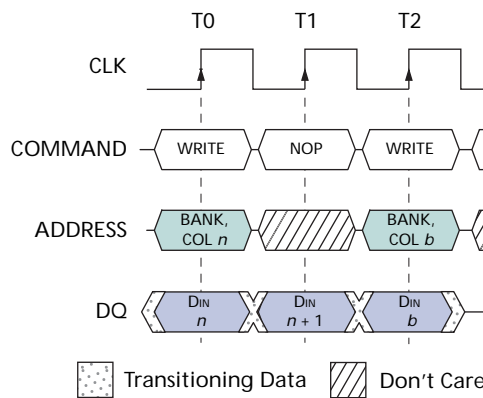 T0 T1 T2
CLK
COMMAND WRITE NOP WRITE
ADDRESS BANK, COL n BANK, COL b
DQ DIN n DIN n + 1 DIN b
Transitioning Data Don't Care